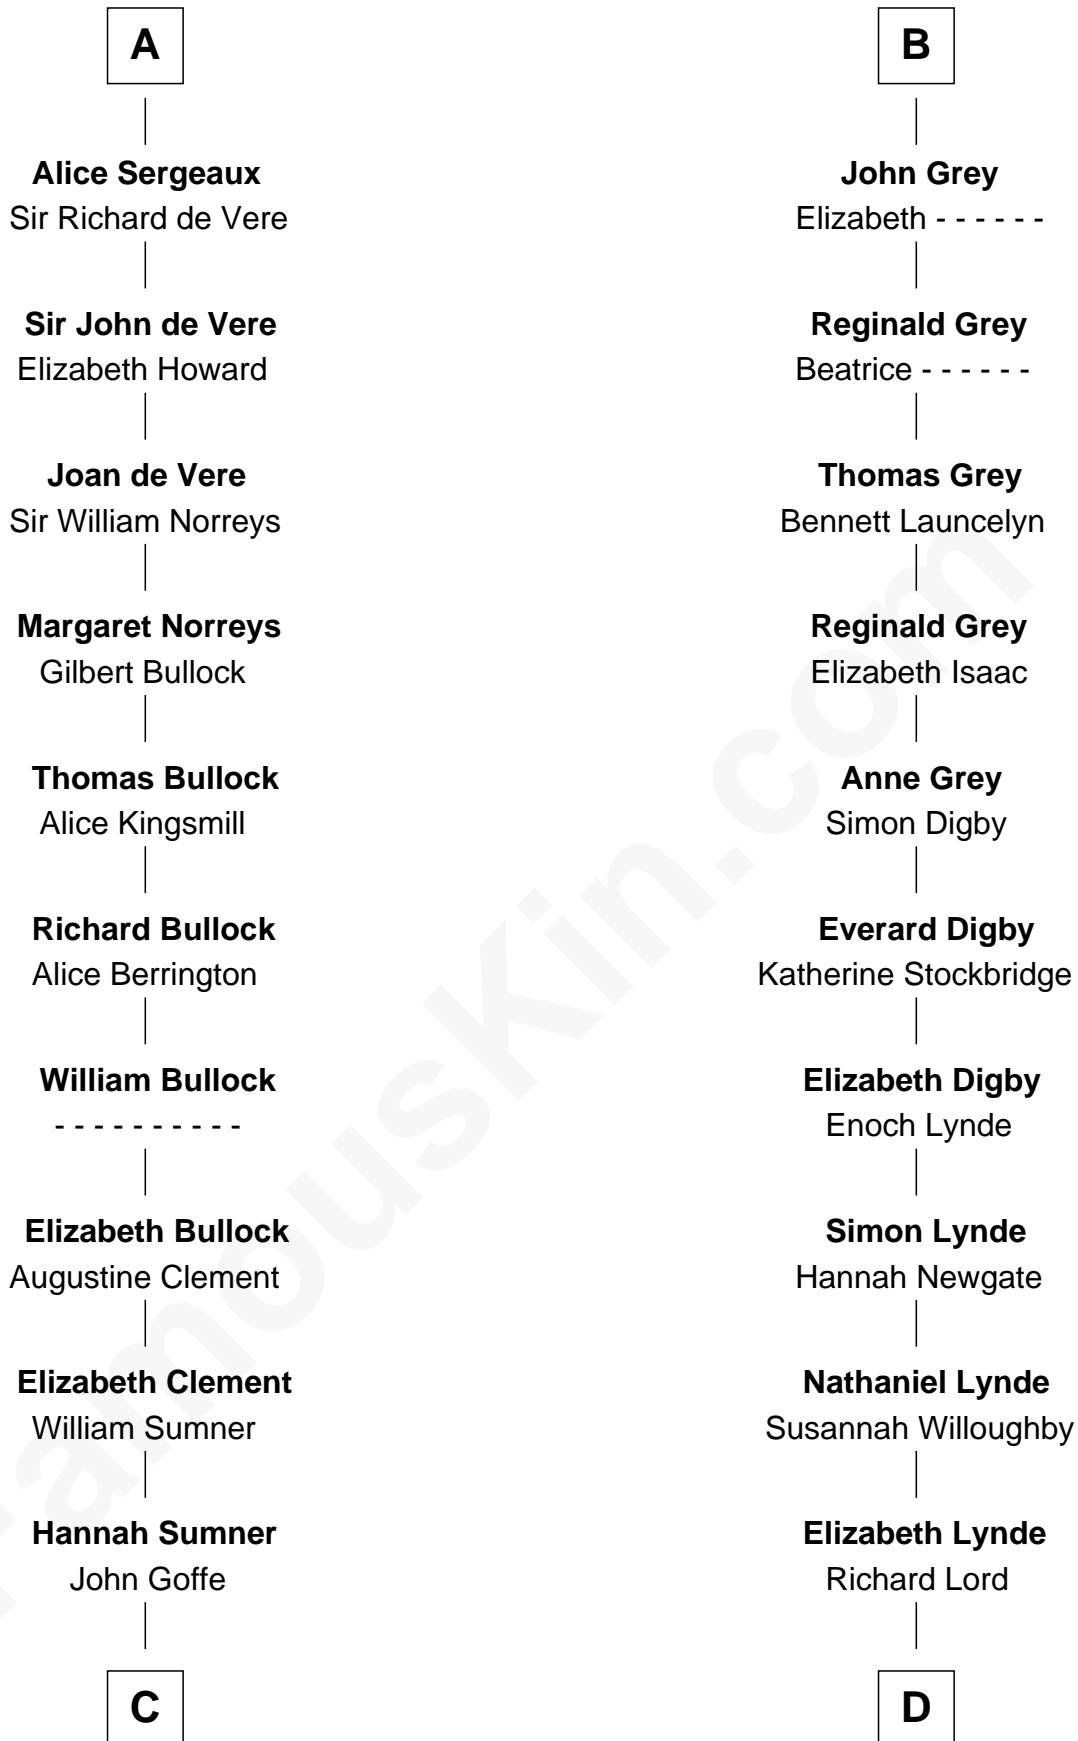 A
Alice Sergeaux
Sir Richard de Vere
Sir John de Vere
Elizabeth Howard
Joan de Vere
Sir William Norreys
Margaret Norreys
Gilbert Bullock
Thomas Bullock
Alice Kingsmill
Richard Bullock
Alice Berrington
William Bullock
- - - - - - - - - -
Elizabeth Bullock
Augustine Clement
Elizabeth Clement
William Sumner
Hannah Sumner
John Goffe
C
B
John Grey
Elizabeth - - - - - -
Reginald Grey
Beatrice - - - - - -
Thomas Grey
Bennett Launcelyn
Reginald Grey
Elizabeth Isaac
Anne Grey
Simon Digby
Everard Digby
Katherine Stockbridge
Elizabeth Digby
Enoch Lynde
Simon Lynde
Hannah Newgate
Nathaniel Lynde
Susannah Willoughby
Elizabeth Lynde
Richard Lord
D
FamousKin.com